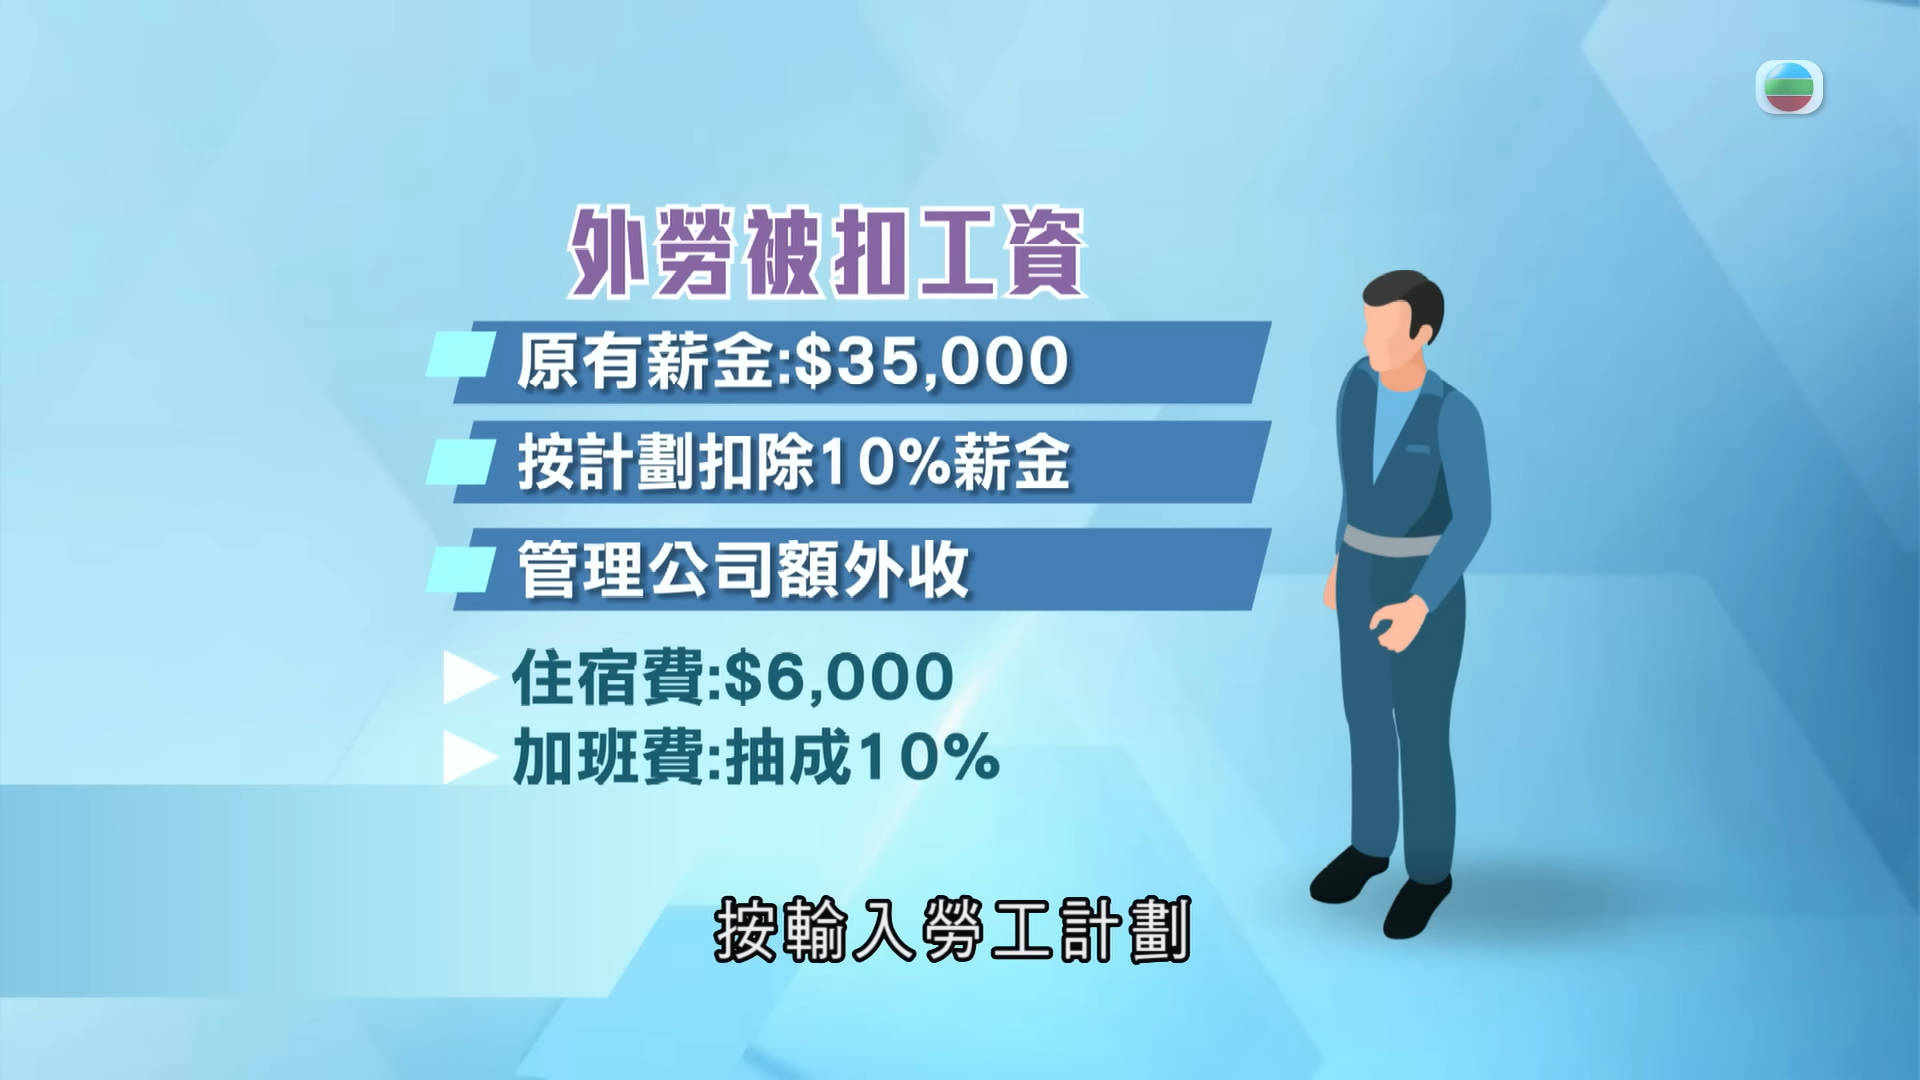 外勞被扣工資
原有薪金:$35,000
按計劃扣除10%薪金
管理公司額外收
住宿費:$6,000
加班費:抽成10%
按輸入勞工計劃